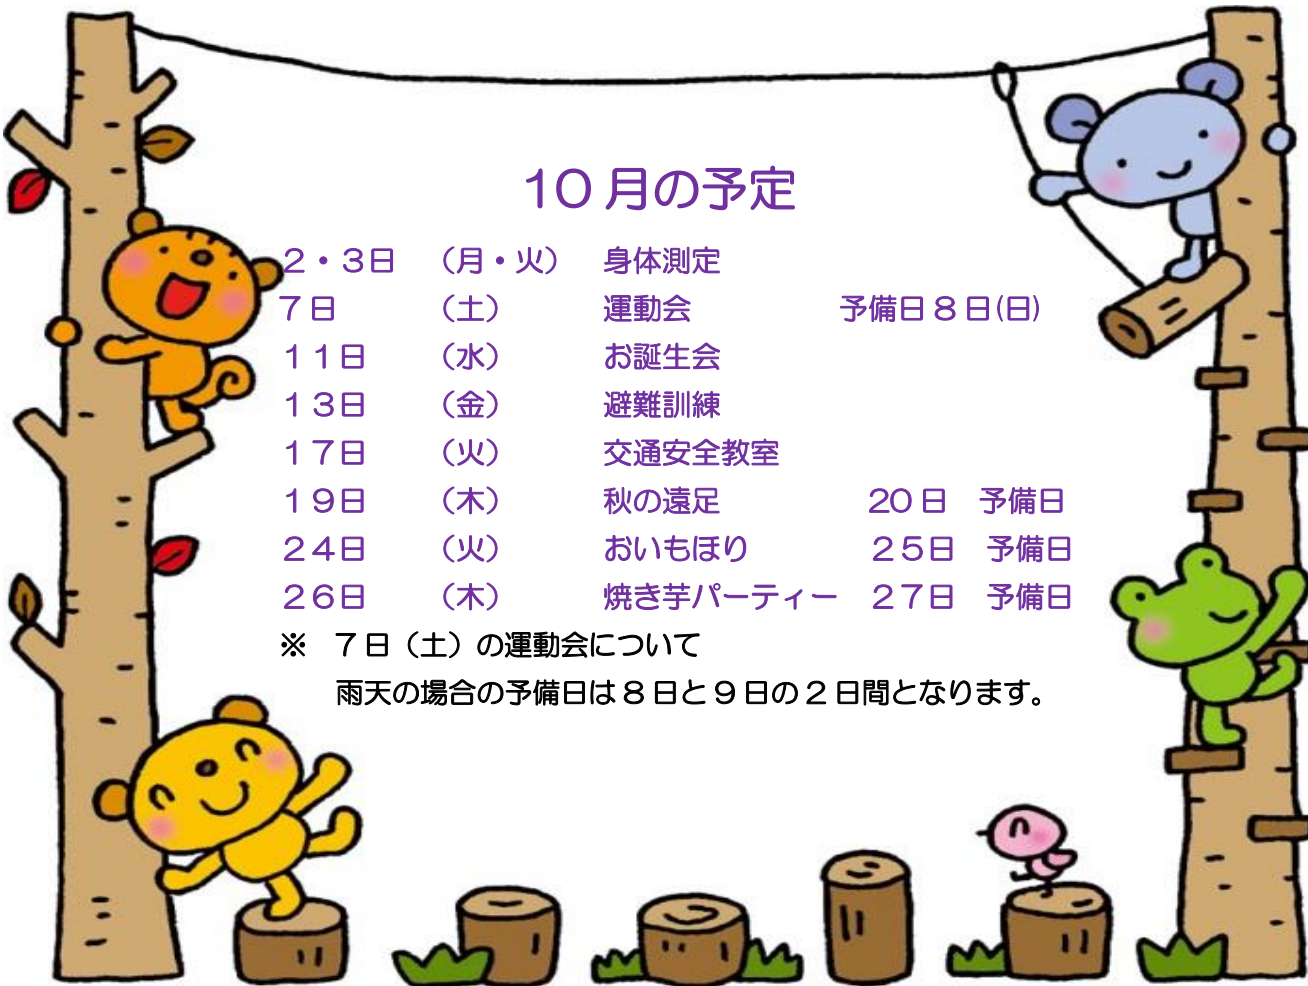 10月の予定
2・3日 （月・火） 身体測定
7日 （土） 運動会 予備日8日(日)
11日 （水） お誕生会
13日 （金） 避難訓練
17日 （火） 交通安全教室
19日 （木） 秋の遠足 20日 予備日
24日 （火） おいもほり 25日 予備日
26日 （木） 焼き芋パーティー 27日 予備日
※ 7日（土）の運動会について
雨天の場合の予備日は8日と9日の2日間となります。